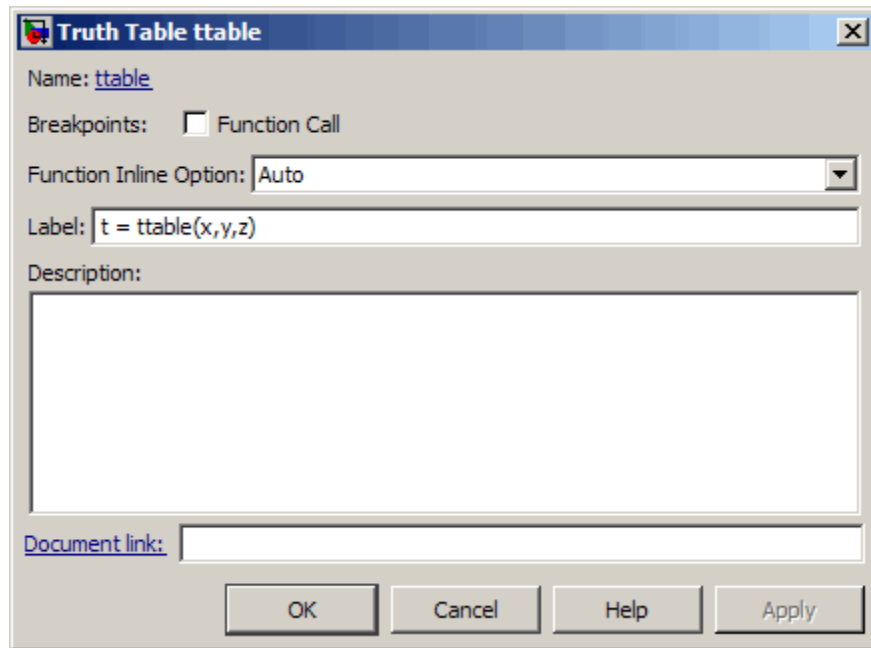 Truth Table ttable
Name: ttable
Breakpoints: Function Call
Function Inline Option: Auto
Label: t = ttable(x,y,z)
Description:
Document link:
OK Cancel Help Apply